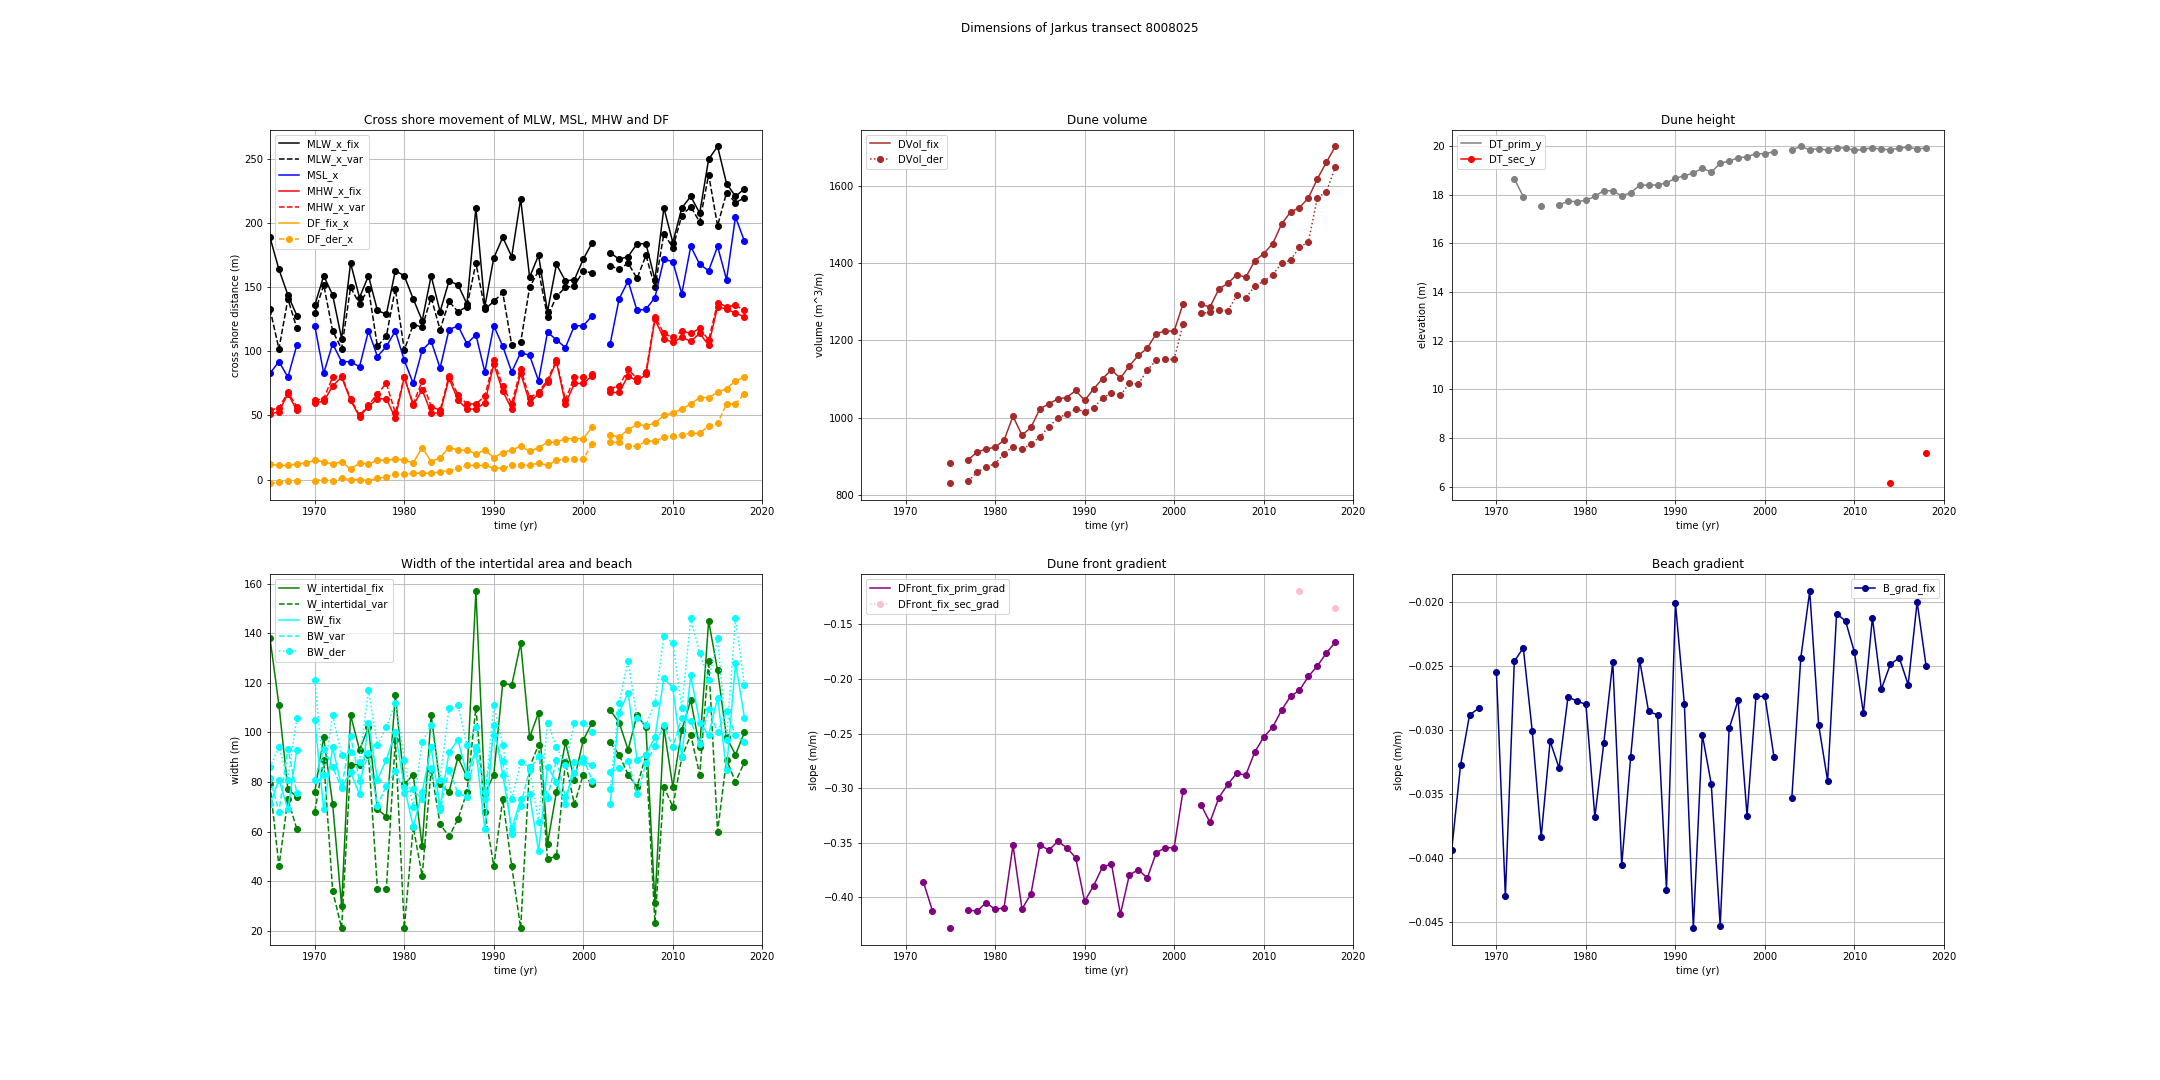 Dimensions of Jarkus transect 8008025
Cross shore movement of MLW, MSL, MHW and DF
MLW_x_fix
MLW_x_var
MSL_x
MHW_x_fix
MHW_x_var
DF_fix_x
DF_der_x
cross shore distance (m)
250
200
150
100
50
0
1970 1980 1990 2000 2010 2020
time (yr)
Dune volume
DVol_fix
DVol_der
volume (m^3/m)
1600
1400
1200
1000
800
1970 1980 1990 2000 2010 2020
time (yr)
Dune height
DT_prim_y
DT_sec_y
elevation (m)
20
18
16
14
12
10
8
6
1970 1980 1990 2000 2010 2020
time (yr)
Width of the intertidal area and beach
W_intertidal_fix
W_intertidal_var
BW_fix
BW_var
BW_der
width (m)
160
140
120
100
80
60
40
20
1970 1980 1990 2000 2010 2020
time (yr)
Dune front gradient
DFront_fix_prim_grad
DFront_fix_sec_grad
slope (m/m)
−0.15
−0.20
−0.25
−0.30
−0.35
−0.40
1970 1980 1990 2000 2010 2020
time (yr)
Beach gradient
B_grad_fix
slope (m/m)
−0.020
−0.025
−0.030
−0.035
−0.040
−0.045
1970 1980 1990 2000 2010 2020
time (yr)